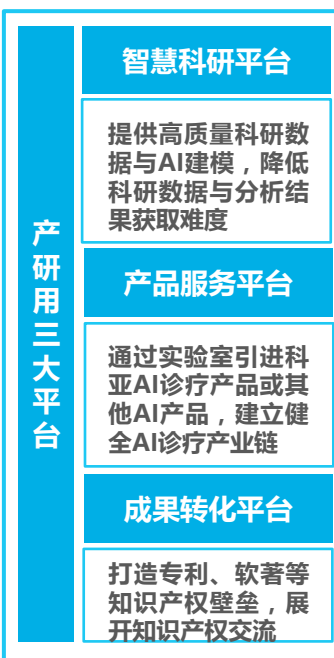 产研用三大平台
智慧科研平台
提供高质量科研数
据与AI建模，降低
科研数据与分析结
果获取难度
产品服务平台
通过实验室引进科
亚AI诊疗产品或其
他AI产品，建立健
全AI诊疗产业链
成果转化平台
打造专利、软著等
知识产权壁垒，展
开知识产权交流